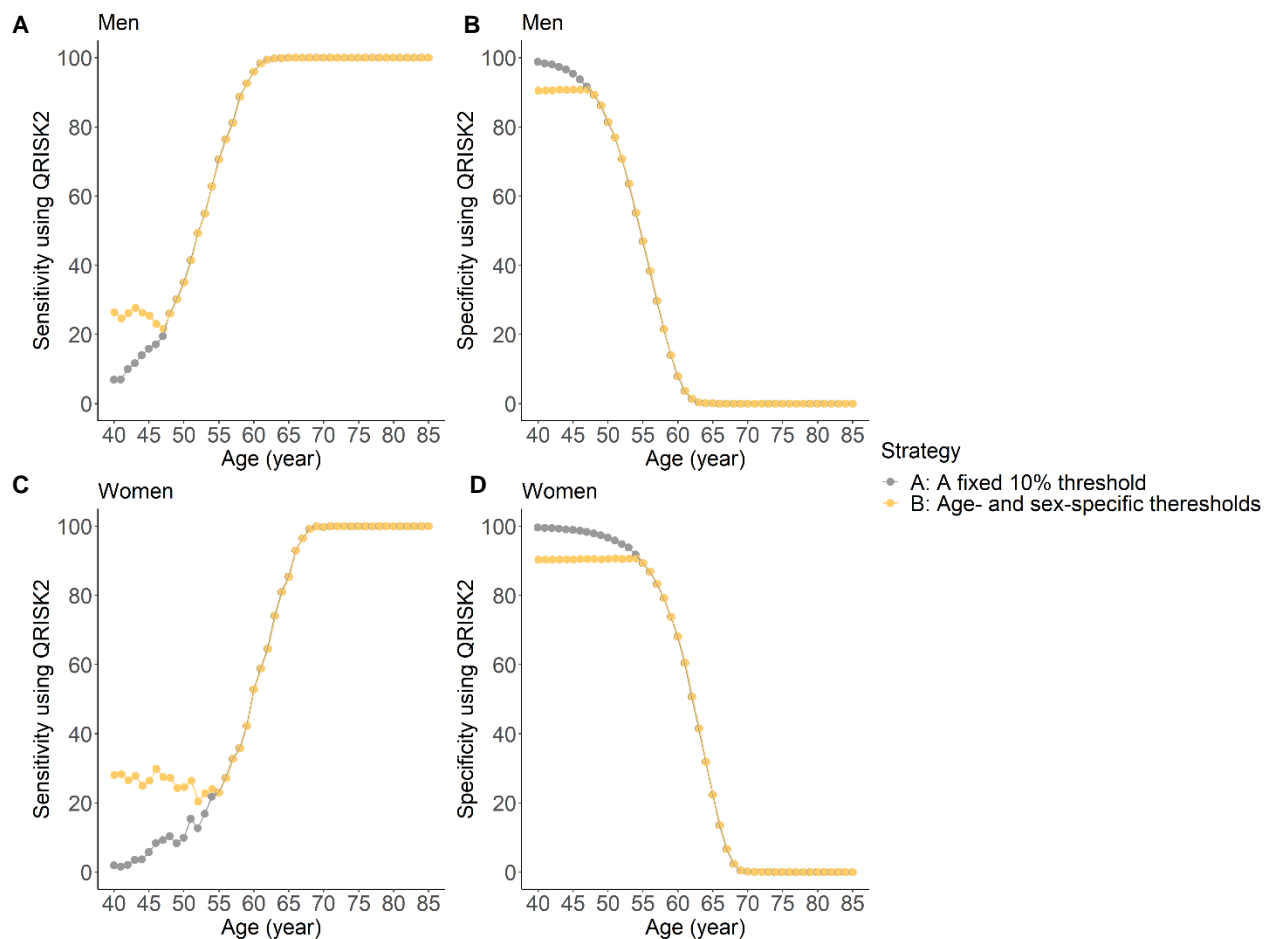 A
Men
Sensitivity using QRISK2
100
80
60
40
20
0
40 45 50 55 60 65 70 75 80 85
Age (year)
B
Men
Specificity using QRISK2
100
80
60
40
20
0
40 45 50 55 60 65 70 75 80 85
Age (year)
C
Women
Sensitivity using QRISK2
100
80
60
40
20
0
40 45 50 55 60 65 70 75 80 85
Age (year)
D
Women
Specificity using QRISK2
100
80
60
40
20
0
40 45 50 55 60 65 70 75 80 85
Age (year)
Strategy
A: A fixed 10% threshold
B: Age- and sex-specific theresholds